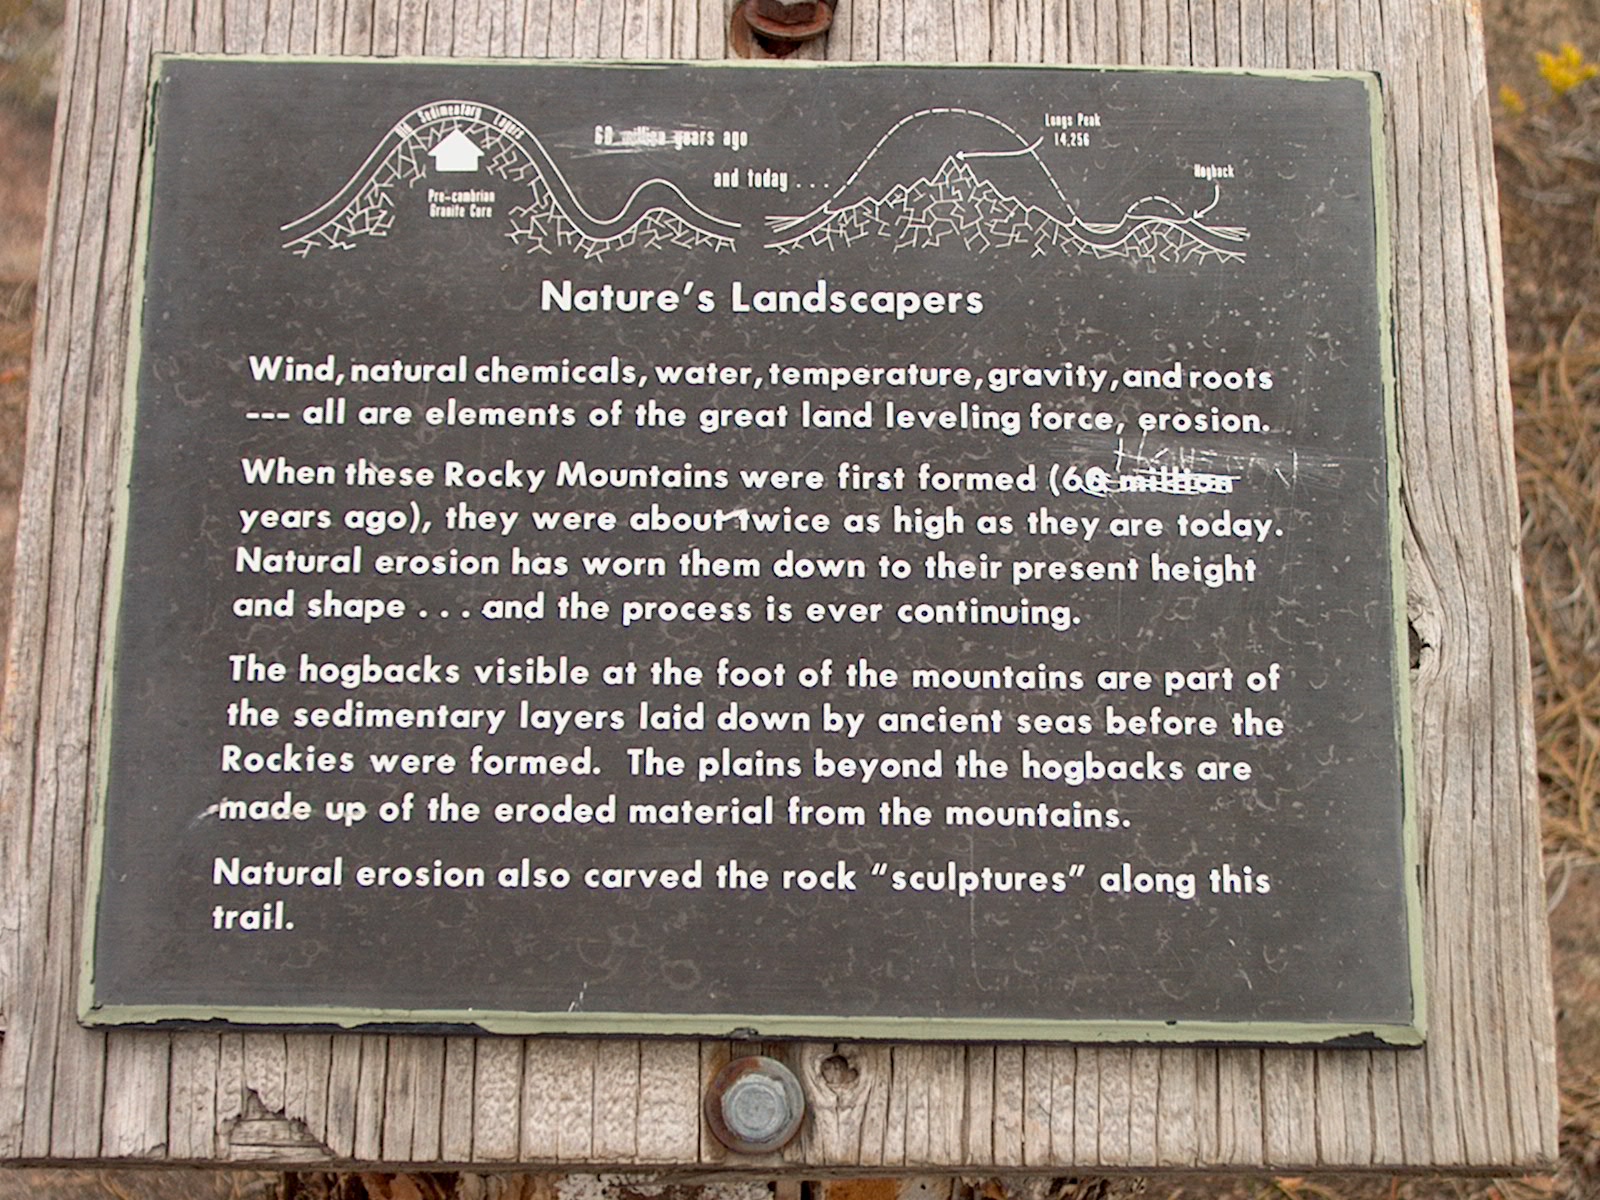 Old Sedimentary Layers
60 million years ago
Longs Peak
14,256
and today . . .
Hogback
Pre-cambrian
Granite Core
Nature's Landscapers
Wind, natural chemicals, water, temperature, gravity, and roots
--- all are elements of the great land leveling force, erosion.
When these Rocky Mountains were first formed (60 million
years ago), they were about twice as high as they are today.
Natural erosion has worn them down to their present height
and shape . . . and the process is ever continuing.
The hogbacks visible at the foot of the mountains are part of
the sedimentary layers laid down by ancient seas before the
Rockies were formed. The plains beyond the hogbacks are
made up of the eroded material from the mountains.
Natural erosion also carved the rock "sculptures" along this
trail.